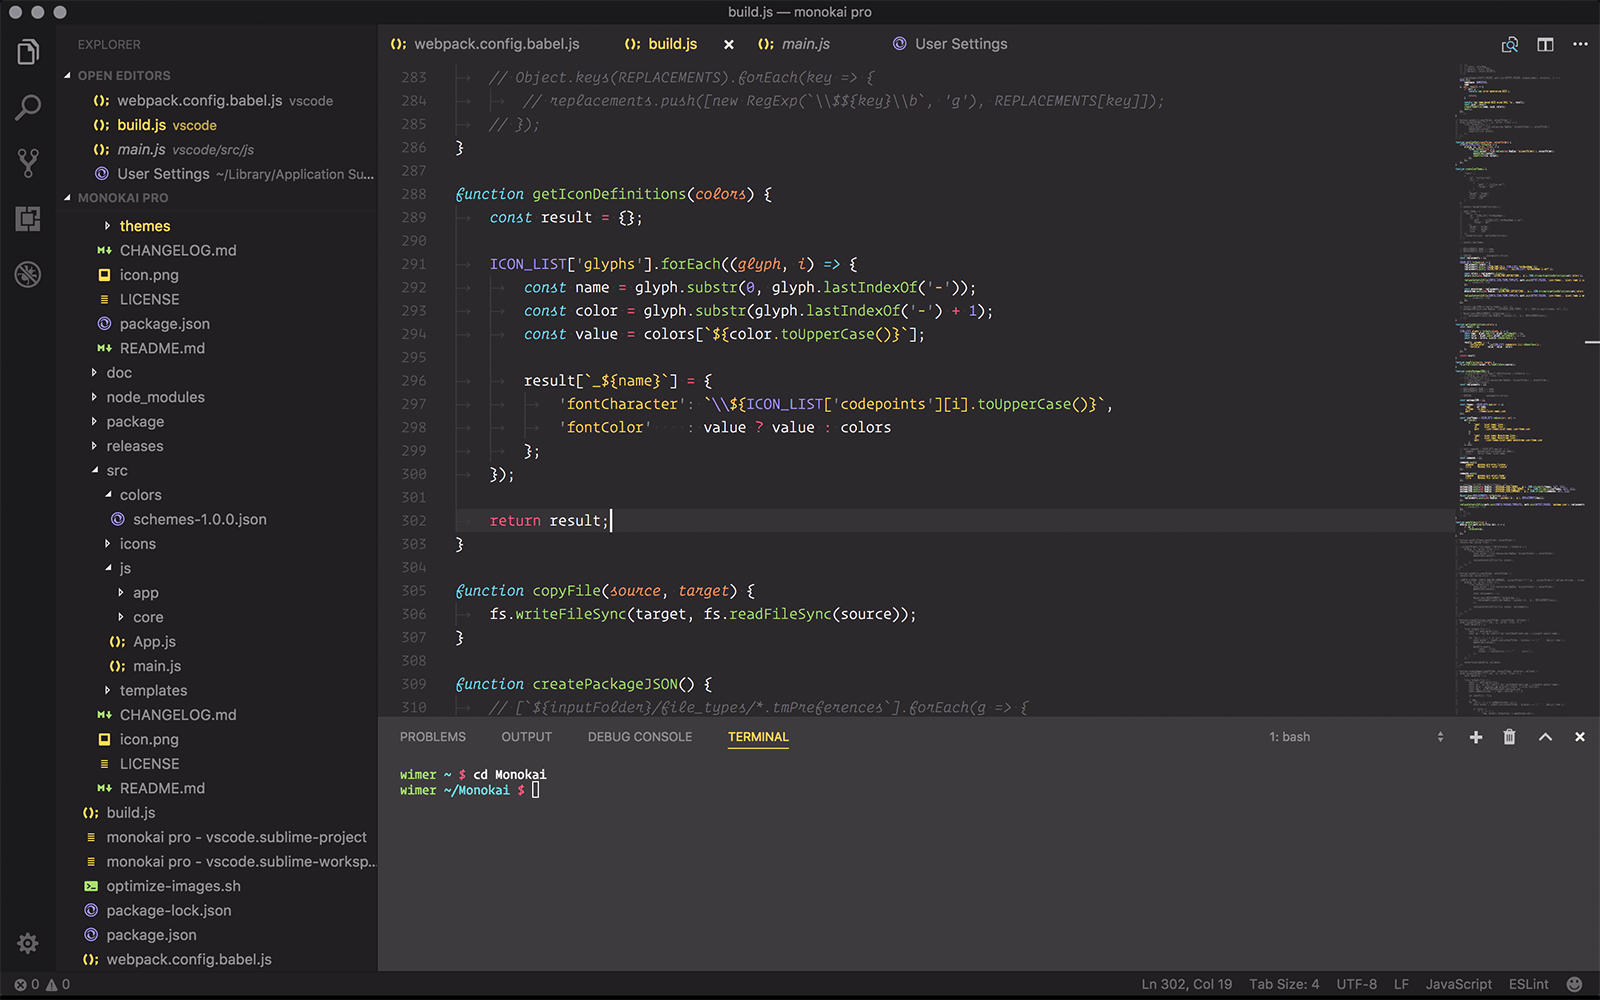 build.js — monokai pro
EXPLORER
OPEN EDITORS
webpack.config.babel.js vscode
build.js vscode
main.js vscode/src/js
User Settings ~/Library/Application Su...
MONOKAI PRO
themes
CHANGELOG.md
icon.png
LICENSE
package.json
README.md
doc
node_modules
package
releases
src
colors
schemes-1.0.0.json
icons
js
app
core
App.js
main.js
templates
CHANGELOG.md
icon.png
LICENSE
README.md
build.js
monokai pro - vscode.sublime-project
monokai pro - vscode.sublime-worksp...
optimize-images.sh
package-lock.json
package.json
webpack.config.babel.js
webpack.config.babel.js build.js main.js User Settings
283 // Object.keys(REPLACEMENTS).forEach(key => {
284 // replacements.push([new RegExp(`\\$${key}\\b`, 'g'), REPLACEMENTS[key]]);
285 // });
286 }
287
288 function getIconDefinitions(colors) {
289 const result = {};
290
291 ICON_LIST['glyphs'].forEach((glyph, i) => {
292 const name = glyph.substr(0, glyph.lastIndexOf('-'));
293 const color = glyph.substr(glyph.lastIndexOf('-') + 1);
294 const value = colors[`${color.toUpperCase()}`];
295
296 result[`_${name}`] = {
297 'fontCharacter': `\\${ICON_LIST['codepoints'][i].toUpperCase()}`,
298 'fontColor' : value ? value : colors
299 };
300 });
301
302 return result;
303 }
304
305 function copyFile(source, target) {
306 fs.writeFileSync(target, fs.readFileSync(source));
307 }
308
309 function createPackageJSON() {
310 // [`${inputFolder}/file_types/*.tmPreferences`].forEach(g => {
PROBLEMS OUTPUT DEBUG CONSOLE TERMINAL 1: bash
wimer ~ $ cd Monokai
wimer ~/Monokai $
0 0 Ln 302, Col 19 Tab Size: 4 UTF-8 LF JavaScript ESLint